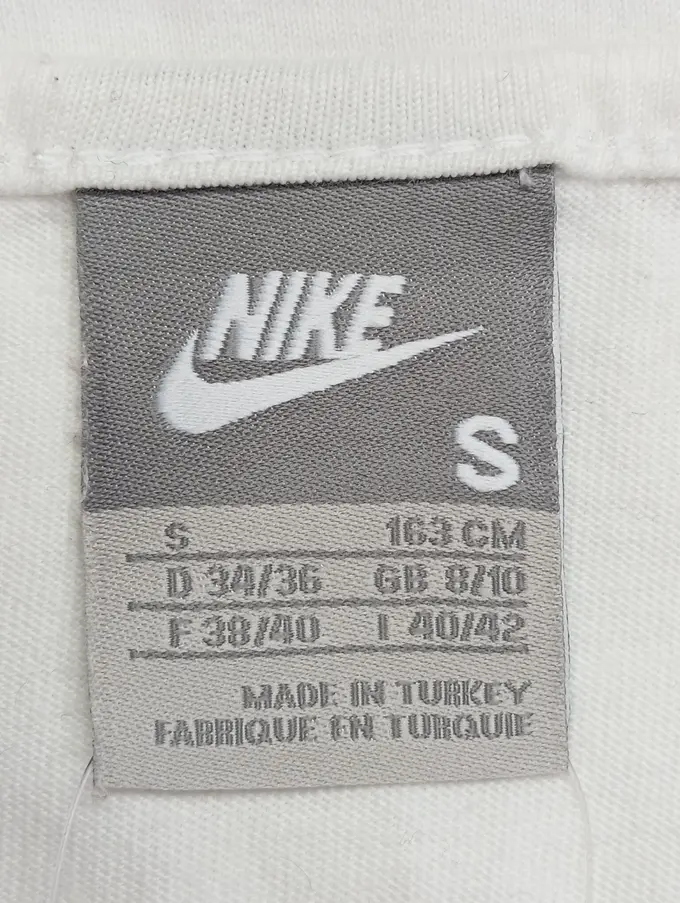 NIKE
S
S 163 CM
D 34/36 GB 8/10
F 38/40 I 40/42
MADE IN TURKEY
FABRIQUE EN TURQUIE